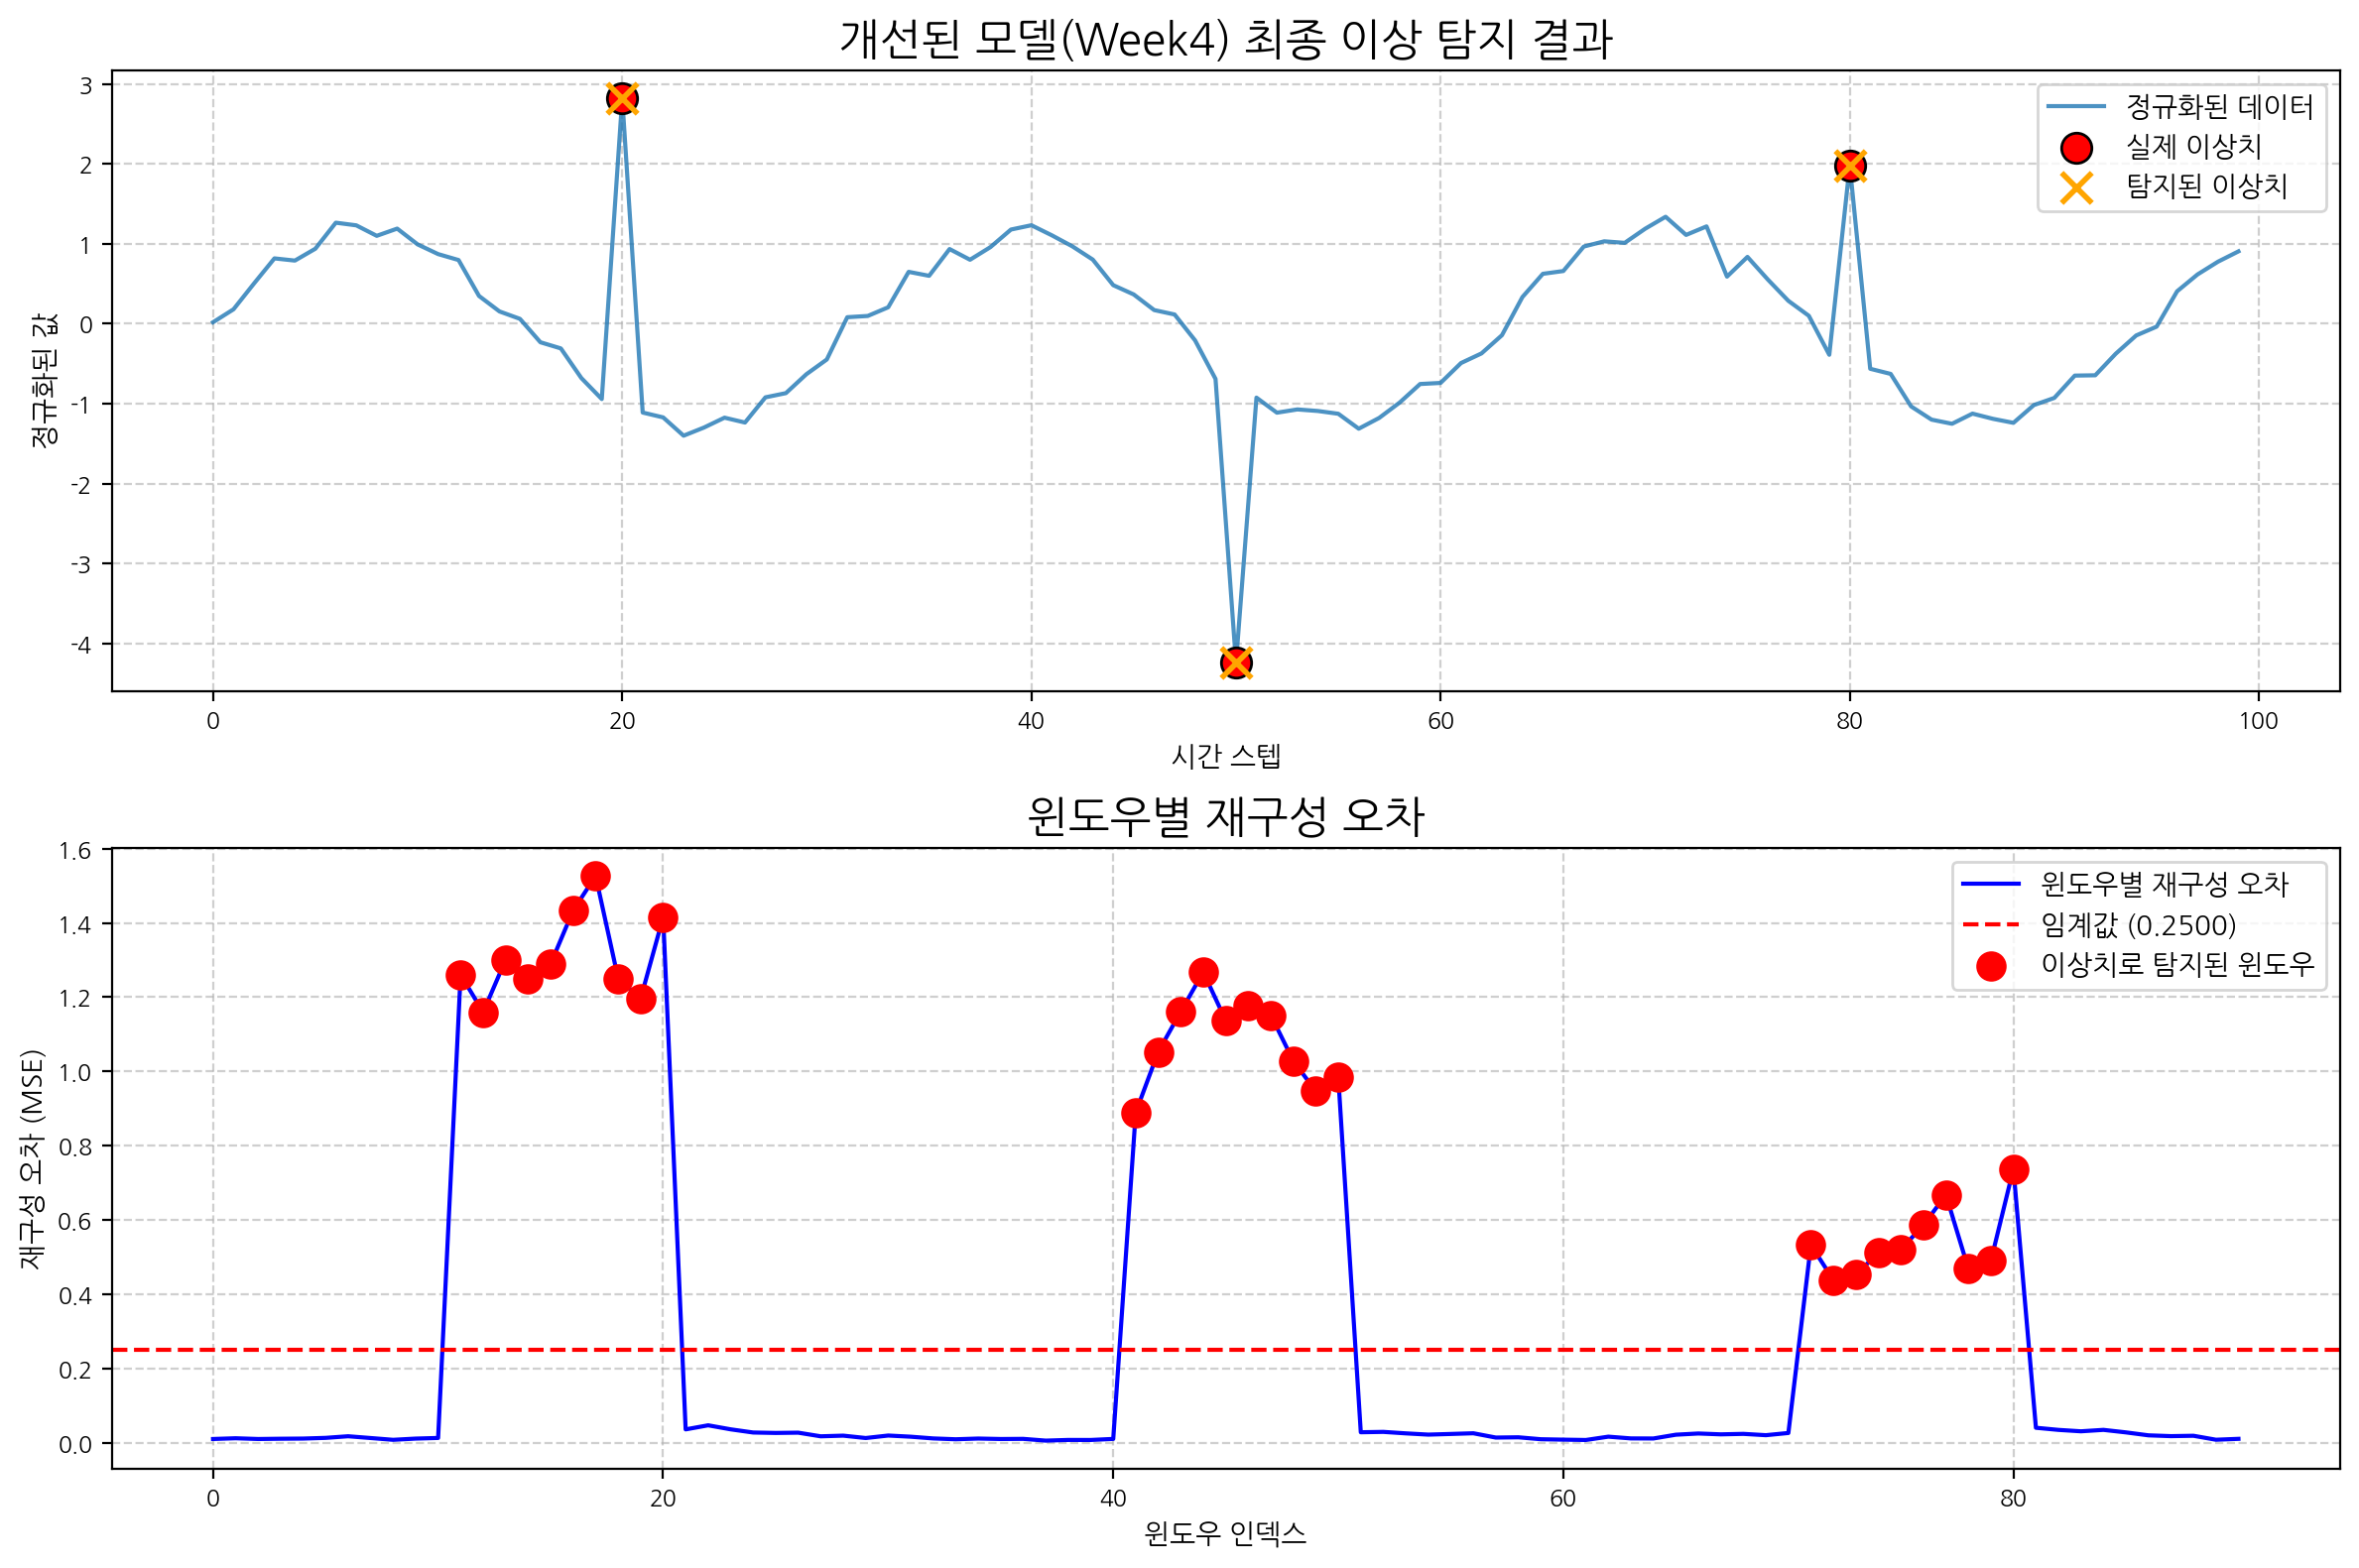 개선된 모델(Week4) 최종 이상 탐지 결과
3
2
1
0
-1
-2
-3
-4
정규화된 값
정규화된 데이터
실제 이상치
탐지된 이상치
0
20
40
60
80
100
시간 스텝
윈도우별 재구성 오차
1.6
1.4
1.2
1.0
0.8
0.6
0.4
0.2
0.0
재구성 오차 (MSE)
윈도우별 재구성 오차
임계값 (0.2500)
이상치로 탐지된 윈도우
0
20
40
60
80
윈도우 인덱스